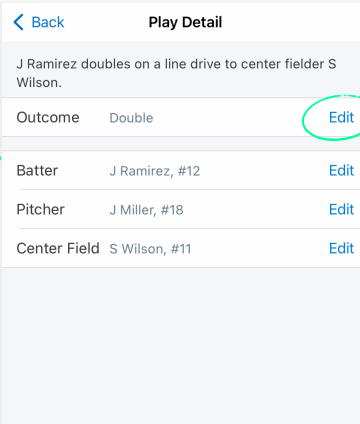 Back Play Detail
J Ramirez doubles on a line drive to center fielder S
Wilson.
Outcome Double Edit
Batter J Ramirez, #12 Edit
Pitcher J Miller, #18 Edit
Center Field S Wilson, #11 Edit